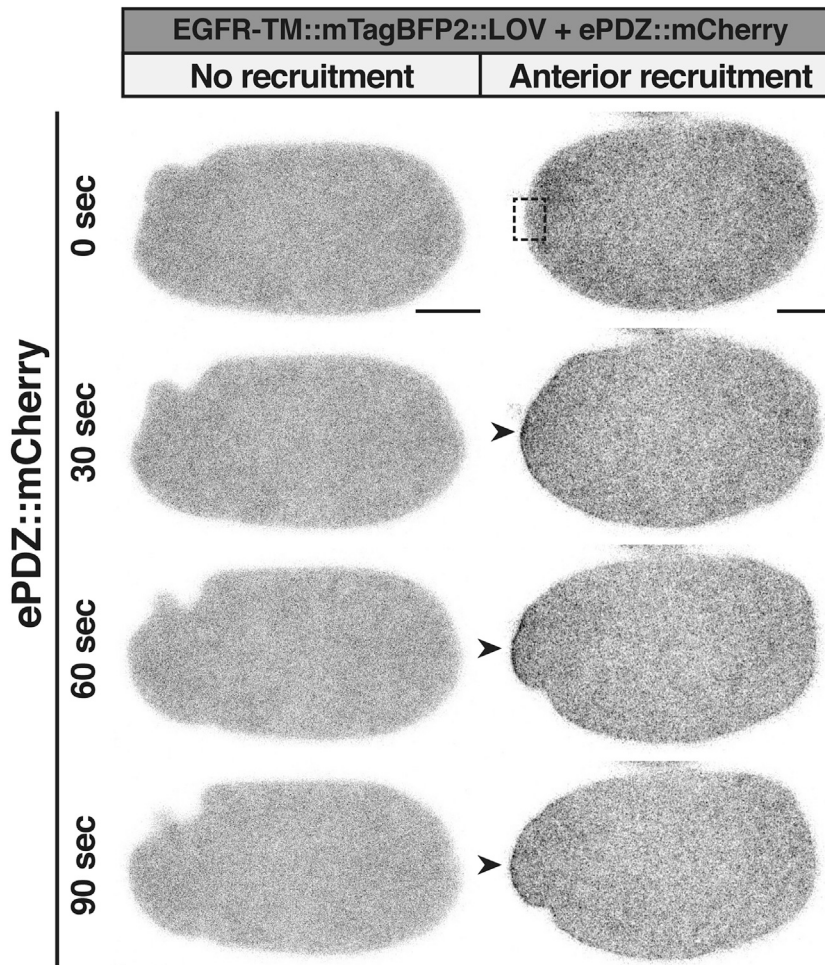 EGFR-TM::mTagBFP2::LOV + ePDZ::mCherry
No recruitment
Anterior recruitment
ePDZ::mCherry
0 sec
30 sec
60 sec
90 sec